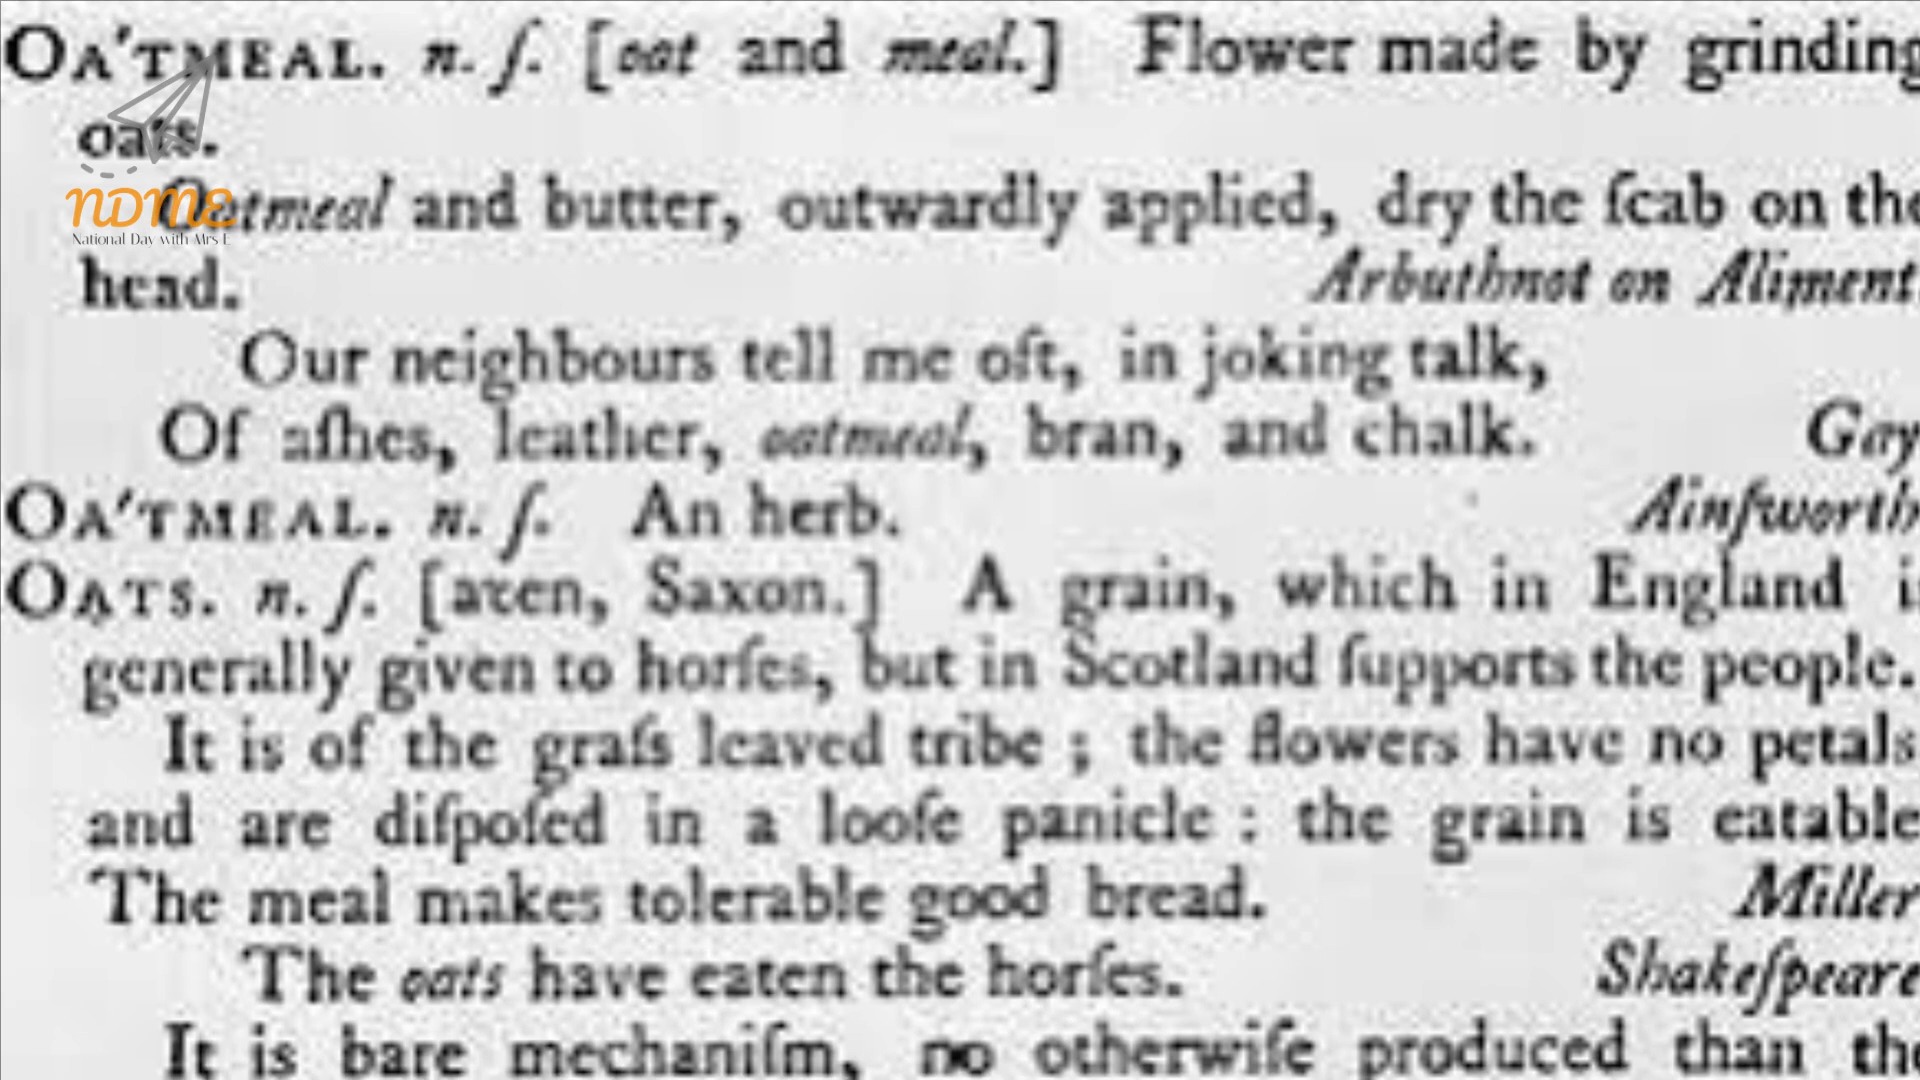 OA'TMEAL. n. ſ. [oat and meal.] Flower made by grinding
oats.
Oatmeal and butter, outwardly applied, dry the ſcab on the
head. Arbuthnot on Aliment
Our neighbours tell me oft, in joking talk,
Of aſhes, leather, oatmeal, bran, and chalk. Gay
OA'TMEAL. n. ſ. An herb. Ainſworth
OATS. n. ſ. [aten, Saxon.] A grain, which in England is
generally given to horſes, but in Scotland ſupports the people.
It is of the graſs leaved tribe ; the flowers have no petals
and are diſpoſed in a looſe panicle : the grain is eatable
The meal makes tolerable good bread. Miller
The oats have eaten the horſes. Shakeſpeare
It is bare mechaniſm, no otherwiſe produced than the
NDME
National Day with Mrs E